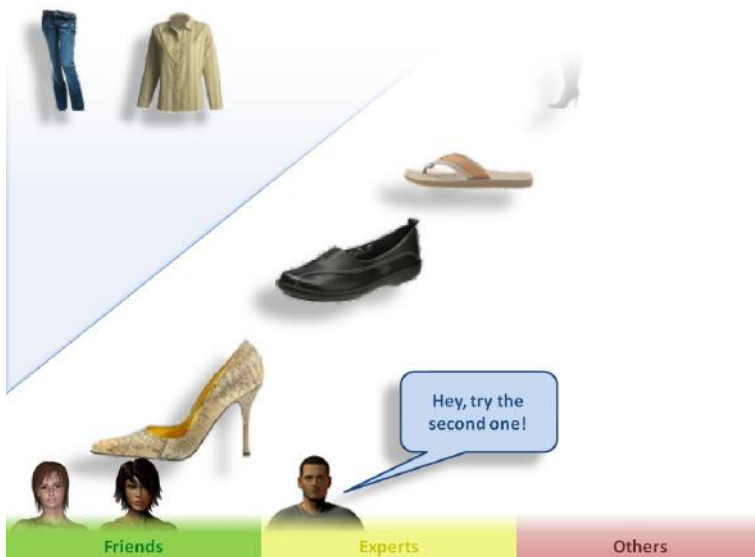 Hey, try the
second one!
Friends
Experts
Others